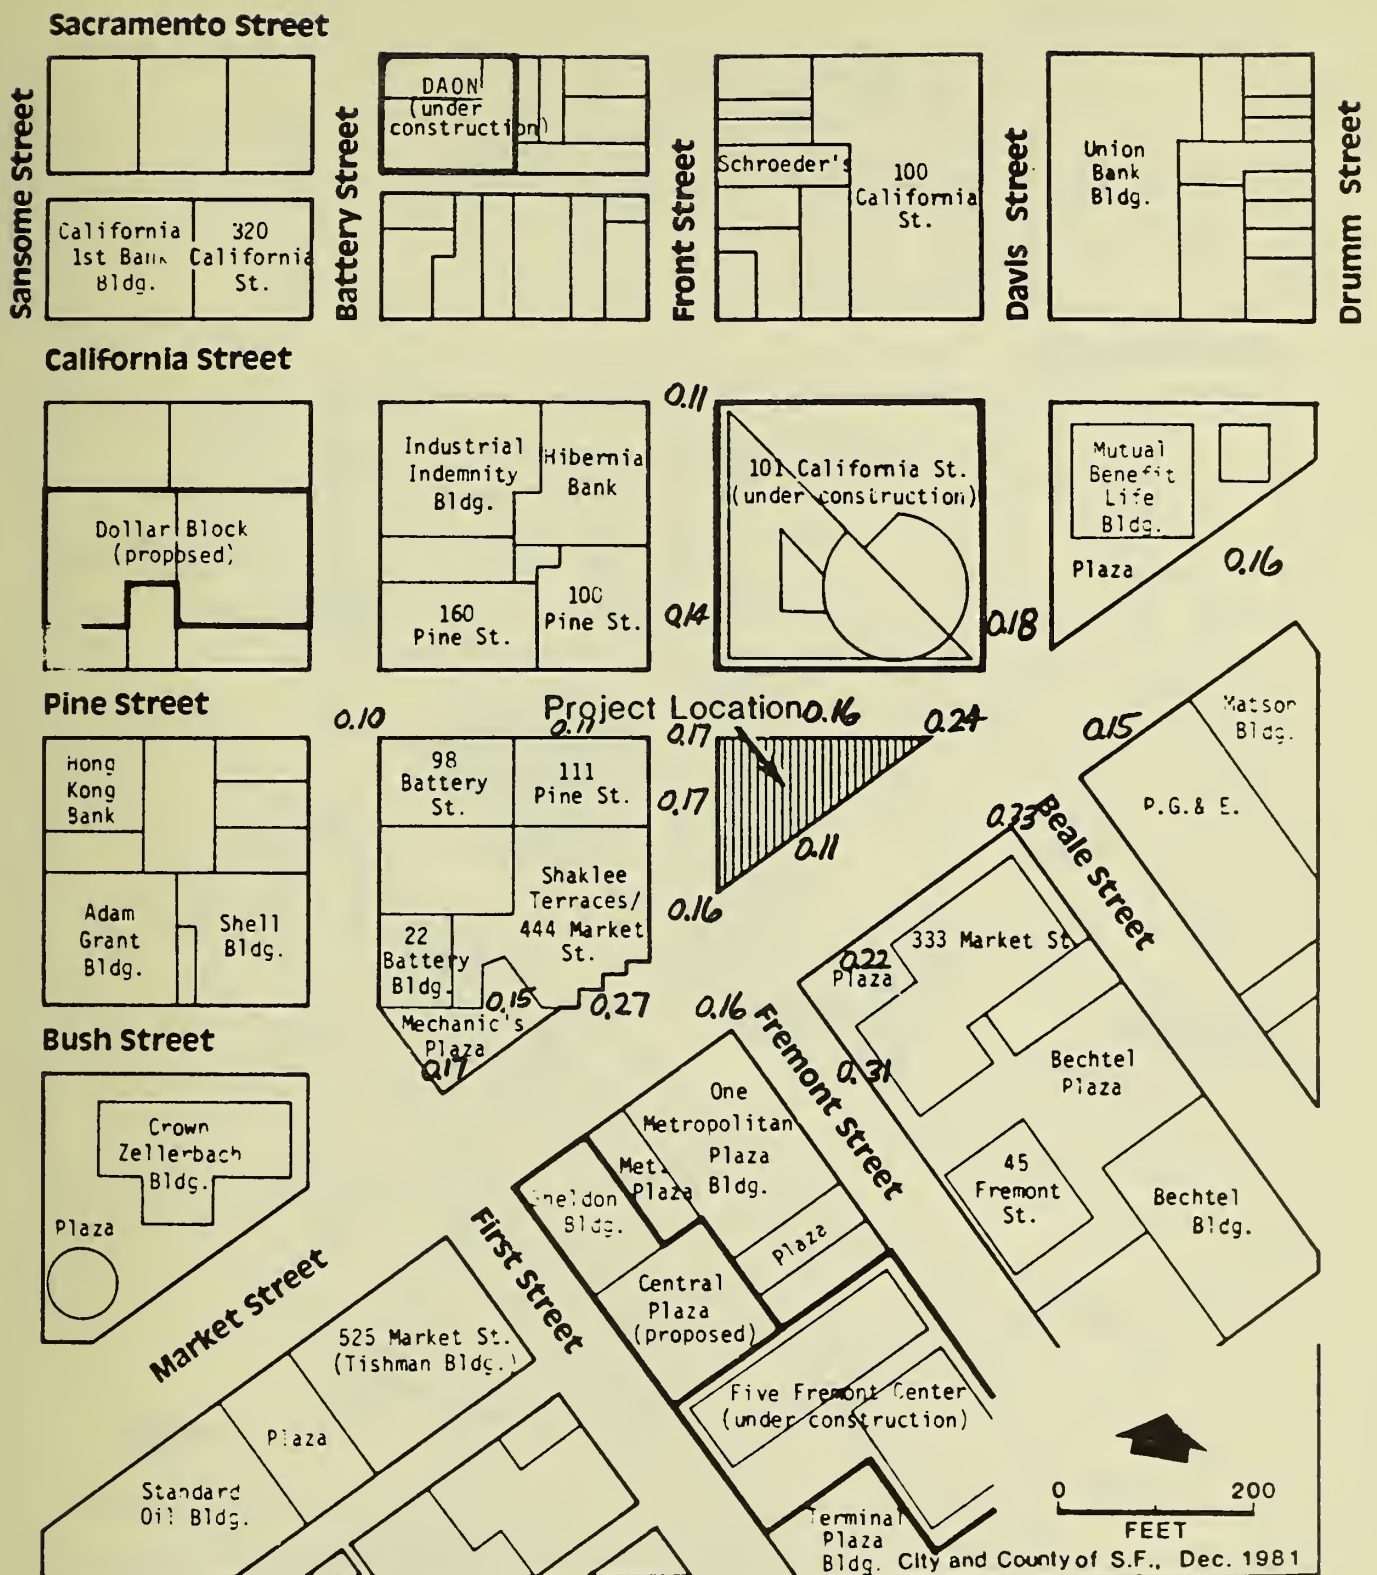 Sacramento Street
Sansome Street
Battery Street
Front Street
Davis Street
Drumm Street
DAON
(under
construction)
Schroeder's
100
California
St.
Union
Bank
Bldg.
California
1st Bank
Bldg.
320
California
St.
California Street
0.11
Industrial
Indemnity
Bldg.
Hibernia
Bank
101 California St.
(under construction)
Mutual
Benefit
Life
Bldg.
Plaza
0.16
Dollar Block
(proposed)
160
Pine St.
100
Pine St.
0.14
0.18
Pine Street
0.10
Project Location
0.16
0.11
0.17
0.24
0.15
Matson
Bldg.
Hong
Kong
Bank
98
Battery
St.
111
Pine St.
0.17
P.G.& E.
0.33
Beale Street
0.11
Adam
Grant
Bldg.
Shell
Bldg.
Shaklee
Terraces/
444 Market
St.
0.16
22
Battery
Bldg.
333 Market St
0.22
Plaza
0.15
0.27
0.16
Mechanic's
Plaza
0.17
Bush Street
Fremont Street
0.31
Bechtel
Plaza
Crown
Zellerbach
Bldg.
Plaza
One
Metropolitan
Plaza
Bldg.
Met.
Plaza
Sheldon
Bldg.
Plaza
45
Fremont
St.
Bechtel
Bldg.
Market Street
First Street
Central
Plaza
(proposed)
525 Market St.
(Tishman Bldg.)
Plaza
Standard
Oil Bldg.
Five Fremont Center
(under construction)
Terminal
Plaza
Bldg.
0 200
FEET
City and County of S.F., Dec. 1981